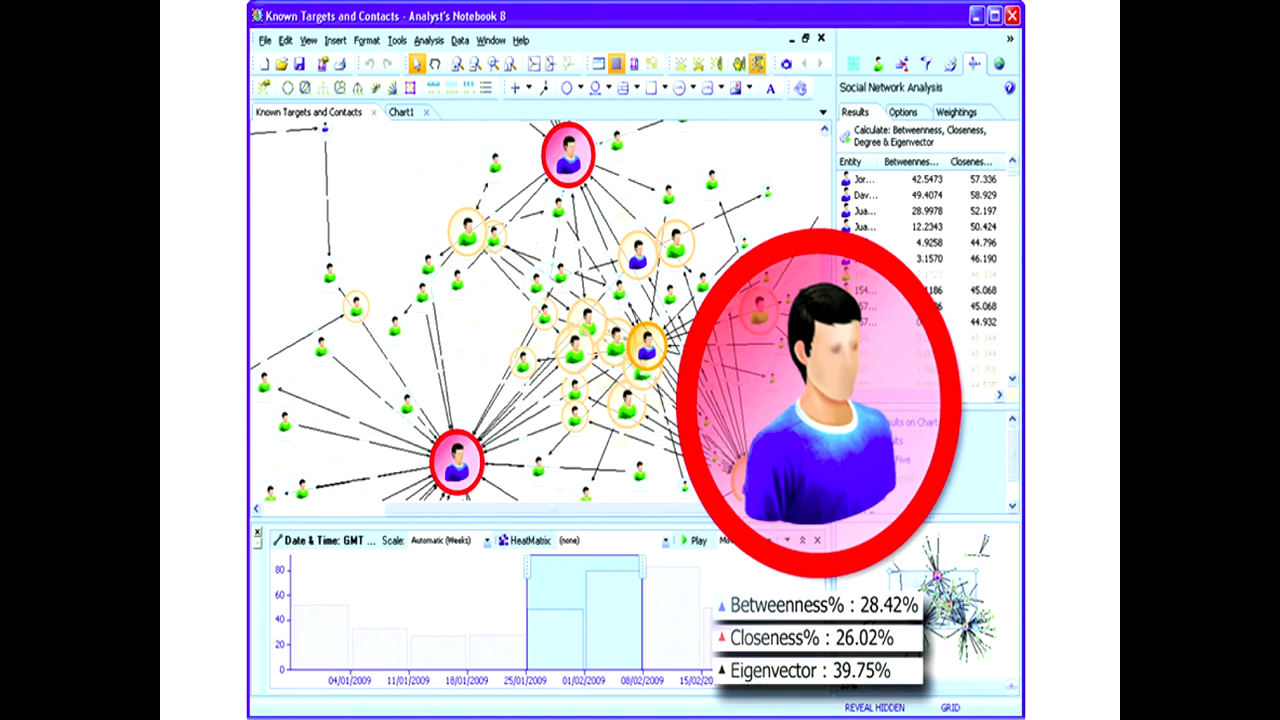 Known Targets and Contacts - Analyst's Notebook 8
File Edit View Insert Format Tools Analysis Data Window Help
Social Network Analysis
Known Targets and Contacts Chart1
Results Options Weightings
Calculate: Betweenness, Closeness,
Degree & Eigenvector
Entity Betweennes... Closenes...
Jor... 42.5473 57.336
Dav... 49.4074 58.929
Jua... 28.9978 52.197
Jua... 12.2343 50.424
4.9258 44.796
3.1570 46.190
154... 45.068
45.068
44.932
Date & Time: GMT ... Scale: Automatic (Weeks) HeatMatrix (none) Play
80
60
40
20
0
04/01/2009 11/01/2009 18/01/2009 25/01/2009 01/02/2009 08/02/2009
Betweenness% : 28.42%
Closeness% : 26.02%
Eigenvector : 39.75%
REVEAL HIDDEN GRID